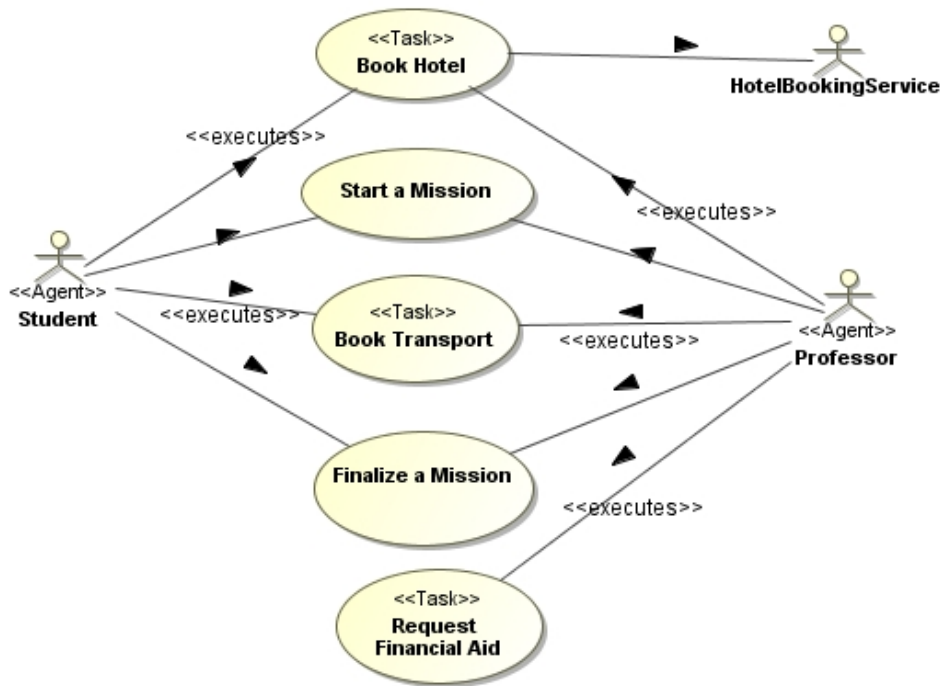 <<Task>>
Book Hotel
HotelBookingService
<<executes>>
Start a Mission
<<executes>>
<<Agent>>
Student
<<executes>>
<<Task>>
Book Transport
<<executes>>
<<Agent>>
Professor
Finalize a Mission
<<executes>>
<<Task>>
Request
Financial Aid